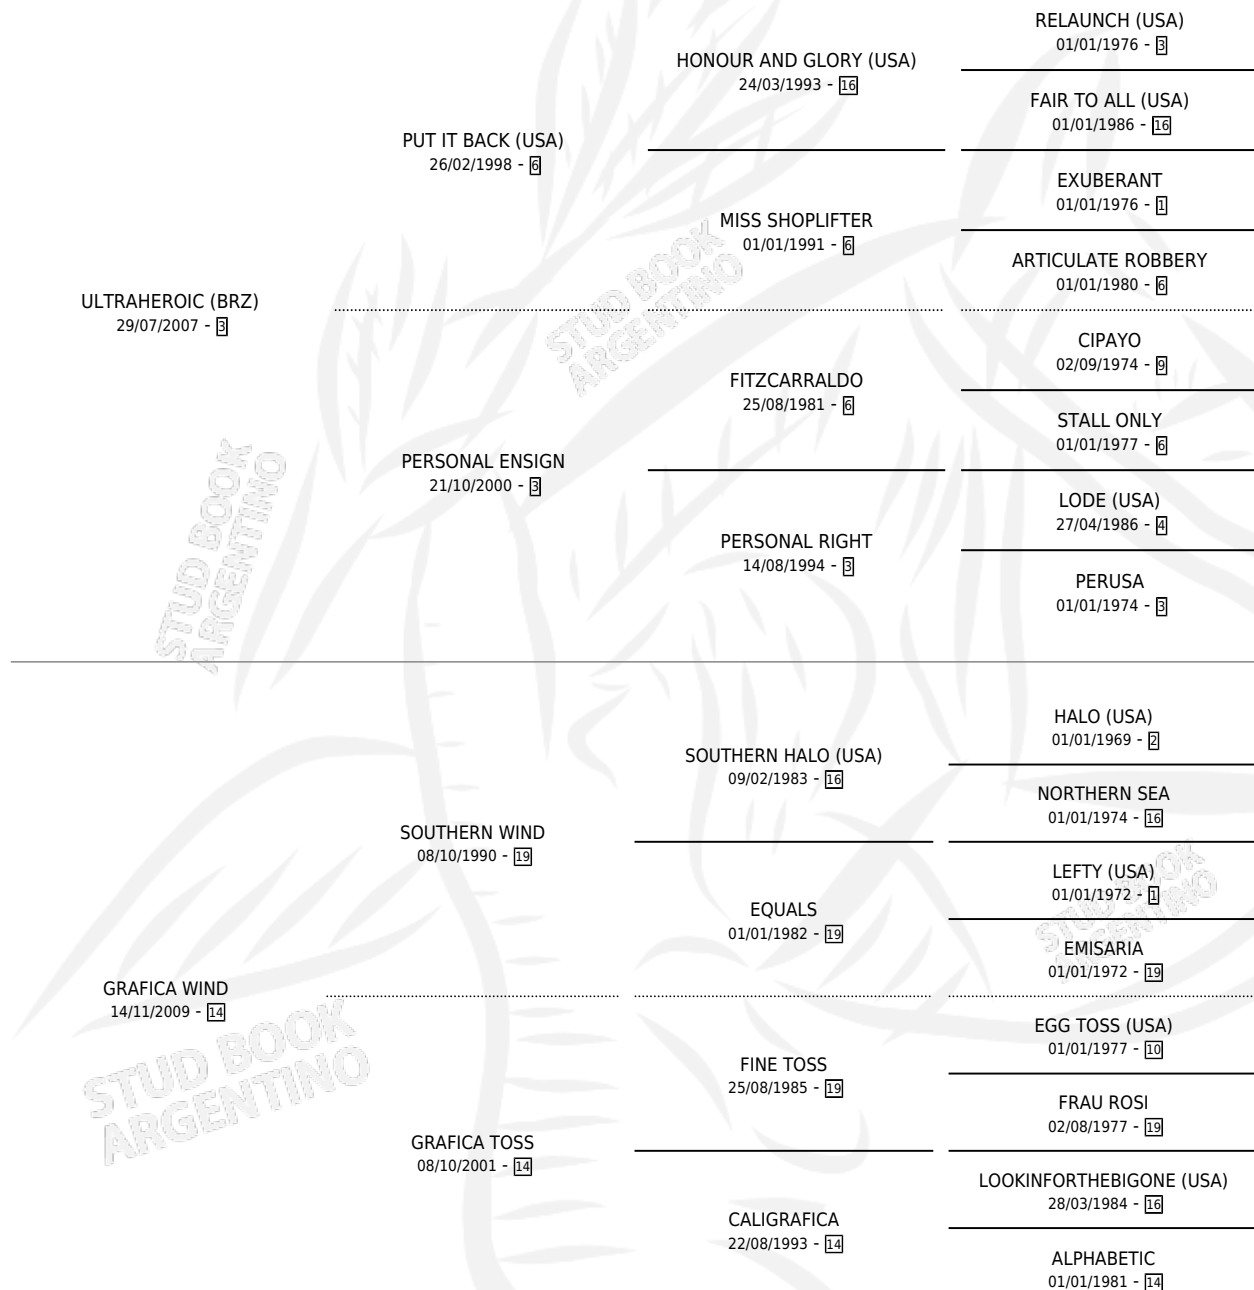 RELAUNCH (USA)
01/01/1976 - 3
HONOUR AND GLORY (USA)
24/03/1993 - 16
FAIR TO ALL (USA)
01/01/1986 - 16
PUT IT BACK (USA)
26/02/1998 - 6
EXUBERANT
01/01/1976 - 1
MISS SHOPLIFTER
01/01/1991 - 6
ARTICULATE ROBBERY
01/01/1980 - 6
ULTRAHEROIC (BRZ)
29/07/2007 - 3
STUD BOOK
ARGENTINO
CIPAYO
02/09/1974 - 9
FITZCARRALDO
25/08/1981 - 6
STALL ONLY
01/01/1977 - 6
PERSONAL ENSIGN
21/10/2000 - 3
LODE (USA)
27/04/1986 - 4
PERSONAL RIGHT
14/08/1994 - 3
PERUSA
01/01/1974 - 3
STUD BOOK
ARGENTINO
HALO (USA)
01/01/1969 - 2
SOUTHERN HALO (USA)
09/02/1983 - 16
NORTHERN SEA
01/01/1974 - 16
SOUTHERN WIND
08/10/1990 - 19
LEFTY (USA)
01/01/1972 - 1
EQUALS
01/01/1982 - 19
EMISARIA
01/01/1972 - 19
STUD BOOK
ARGENTINO
GRAFICA WIND
14/11/2009 - 14
EGG TOSS (USA)
01/01/1977 - 10
FINE TOSS
25/08/1985 - 19
FRAU ROSI
02/08/1977 - 19
STUD BOOK
ARGENTINO
GRAFICA TOSS
08/10/2001 - 14
LOOKINFORTHEBIGONE (USA)
28/03/1984 - 16
CALIGRAFICA
22/08/1993 - 14
ALPHABETIC
01/01/1981 - 14